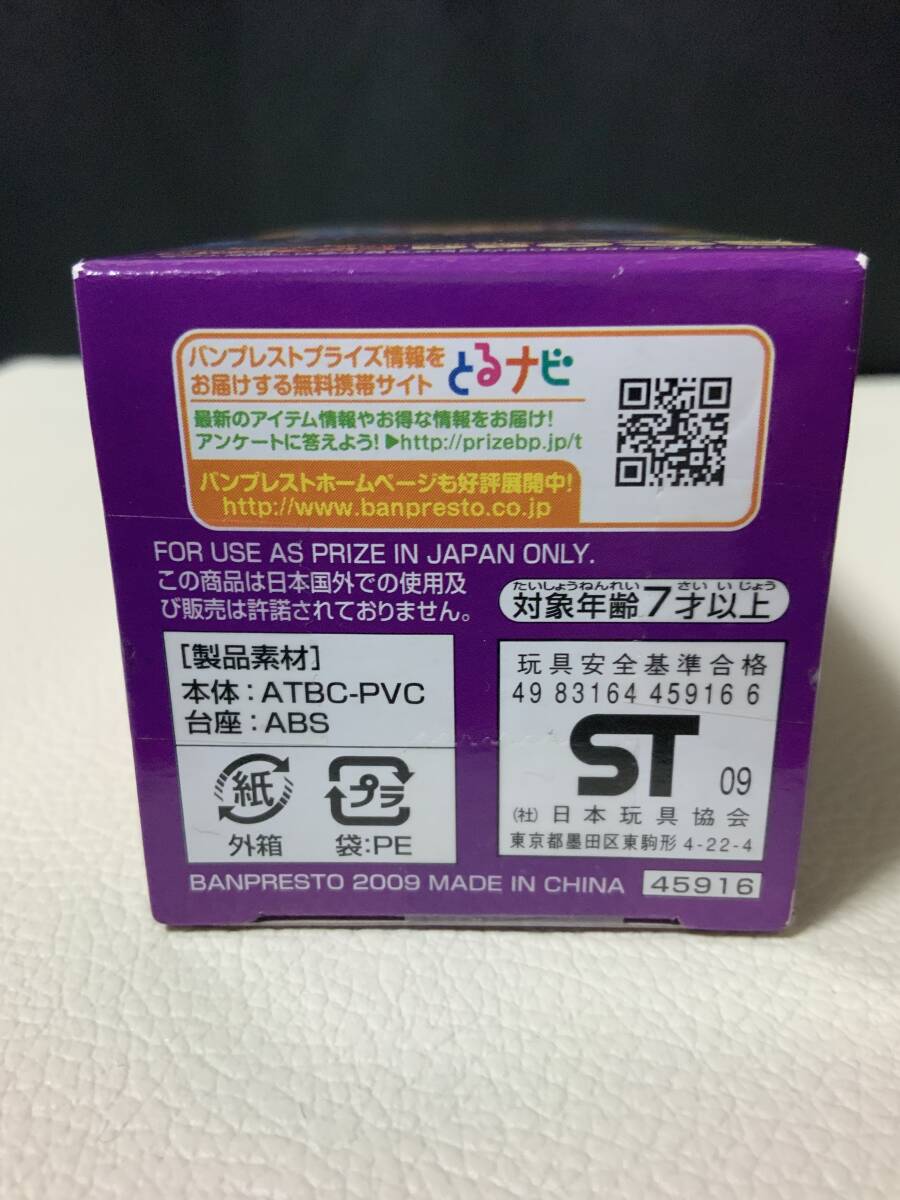 バンプレストプライズ情報を
お届けする無料携帯サイト
とるナビ
最新のアイテム情報やお得な情報をお届け!
アンケートに答えよう!▶http://prizebp.jp/t
バンプレストホームページも好評展開中!
http://www.banpresto.co.jp
FOR USE AS PRIZE IN JAPAN ONLY.
この商品は日本国外での使用及
び販売は許諾されておりません。
たいしょうねんれい さい いじょう
対象年齢7才以上
[製品素材]
本体:ATBC-PVC
台座:ABS
紙
外箱
プラ
袋:PE
玩具安全基準合格
49 83164 45916 6
ST 09
(社)日本玩具協会
東京都墨田区東駒形 4-22-4
BANPRESTO 2009 MADE IN CHINA
45916